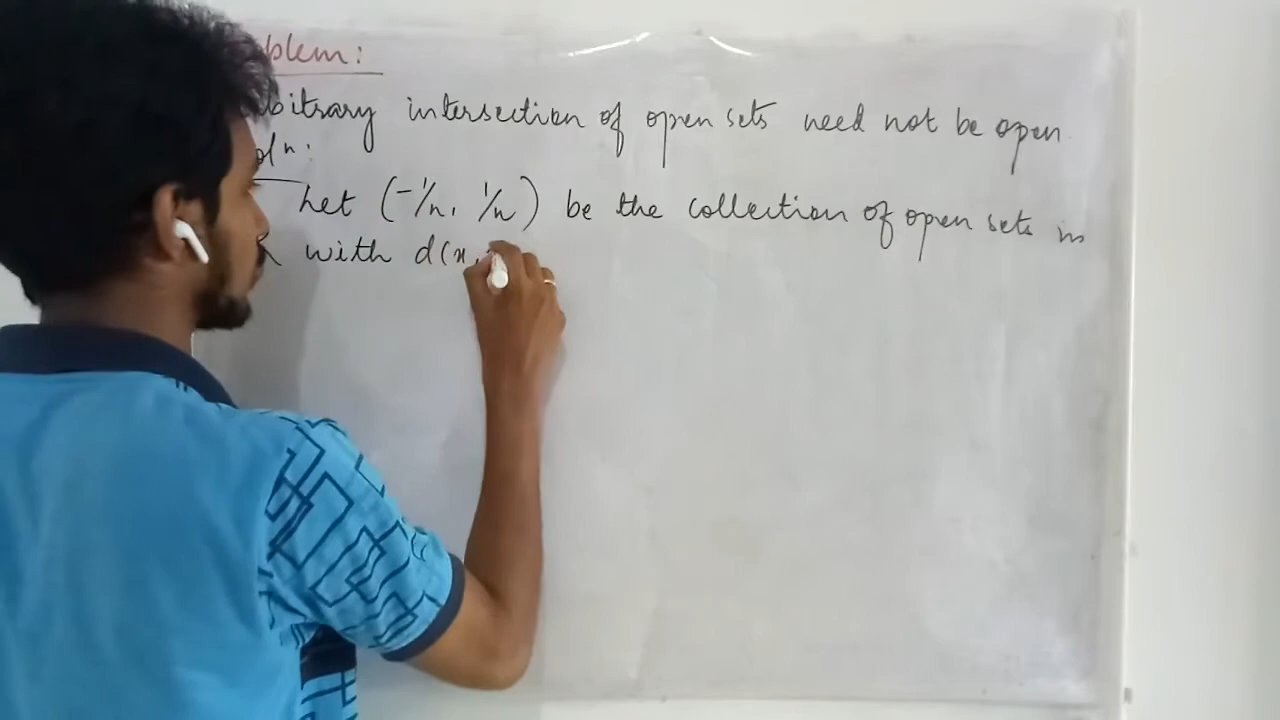 blem:
bitrary intersection of open sets need not be open.
oln:
Let (-1/n, 1/n) be the collection of open sets in
with d(x,